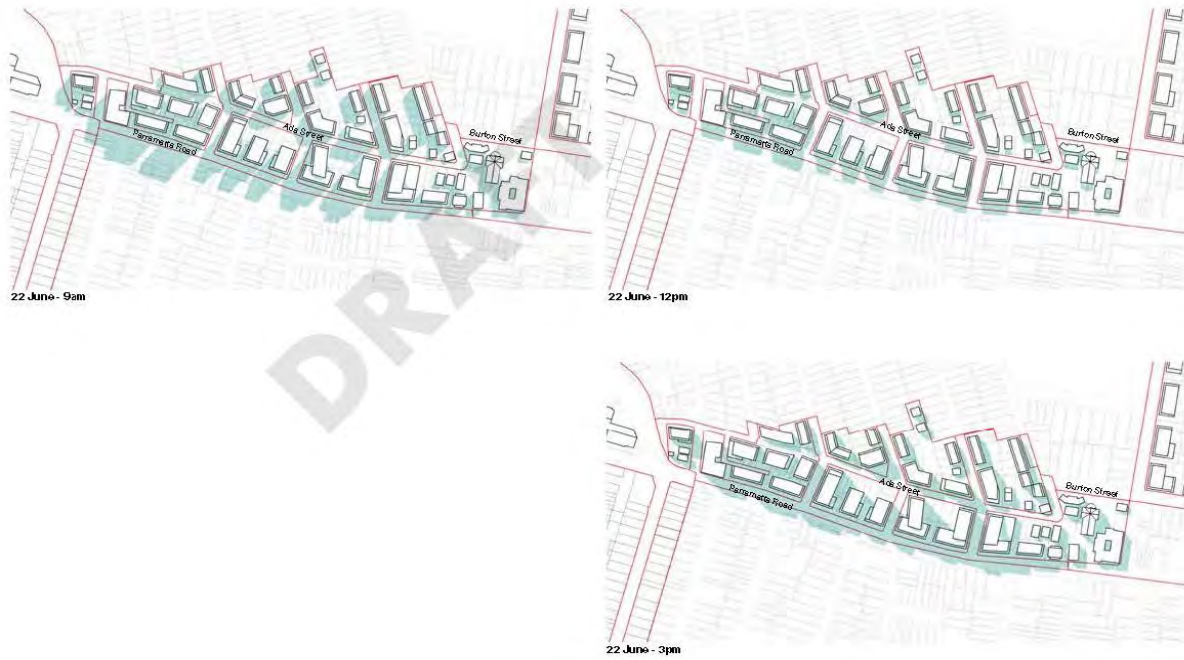 Ada Street
Burton Street
Parramatta Road
22 June - 9am
Ada Street
Burton Street
Parramatta Road
22 June - 12pm
DRAFT
Ada Street
Burton Street
Parramatta Road
22 June - 3pm